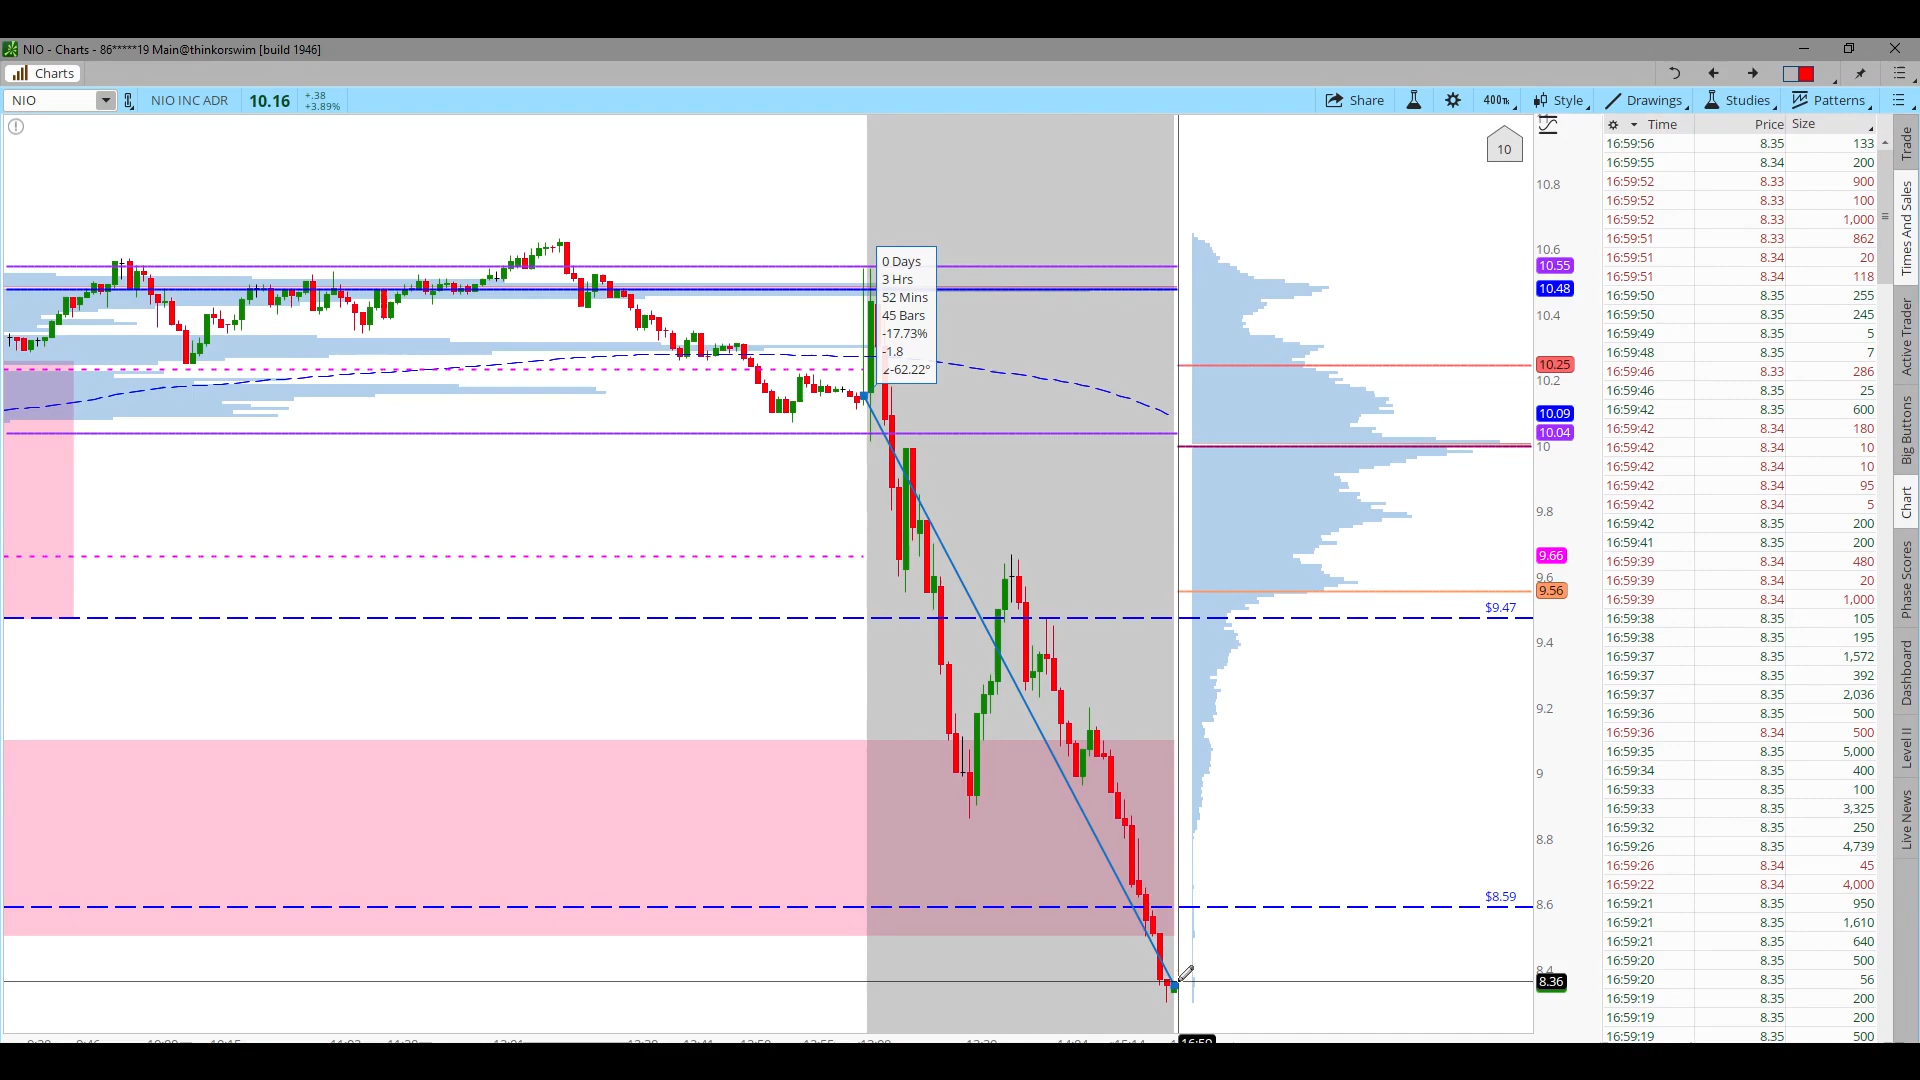 NIO - Charts - 86*****19 Main@thinkorswim [build 1946]
Charts
NIO
NIO INC ADR
10.16
+.38
+3.89%
Share
Style
Drawings
Studies
Patterns
10
0 Days
3 Hrs
52 Mins
45 Bars
-17.73%
-1.8
∠-62.22°
$9.47
$8.59
10.8
10.6
10.55
10.48
10.4
10.25
10.2
10.09
10.04
10
9.8
9.66
9.6
9.56
9.4
9.2
9
8.8
8.6
8.4
8.36
16:59
Time Price Size
16:59:56 8.35 133
16:59:55 8.34 200
16:59:52 8.33 900
16:59:52 8.33 100
16:59:52 8.33 1,000
16:59:51 8.33 862
16:59:51 8.34 20
16:59:51 8.34 118
16:59:50 8.35 255
16:59:50 8.35 245
16:59:49 8.35 5
16:59:48 8.35 7
16:59:46 8.33 286
16:59:46 8.35 25
16:59:42 8.35 600
16:59:42 8.34 180
16:59:42 8.34 10
16:59:42 8.34 10
16:59:42 8.34 95
16:59:42 8.34 5
16:59:42 8.35 200
16:59:41 8.35 200
16:59:39 8.34 480
16:59:39 8.34 20
16:59:39 8.34 1,000
16:59:38 8.35 105
16:59:38 8.35 195
16:59:37 8.35 1,572
16:59:37 8.35 392
16:59:37 8.35 2,036
16:59:36 8.35 500
16:59:36 8.34 500
16:59:35 8.35 5,000
16:59:34 8.35 400
16:59:33 8.35 100
16:59:33 8.35 3,325
16:59:32 8.35 250
16:59:26 8.35 4,739
16:59:26 8.34 45
16:59:22 8.34 4,000
16:59:21 8.35 950
16:59:21 8.35 1,610
16:59:21 8.35 640
16:59:20 8.35 500
16:59:20 8.35 56
16:59:19 8.35 200
16:59:19 8.35 200
16:59:19 8.35 500
Trade
Times And Sales
Active Trader
Big Buttons
Chart
Phase Scores
Dashboard
Level II
Live News